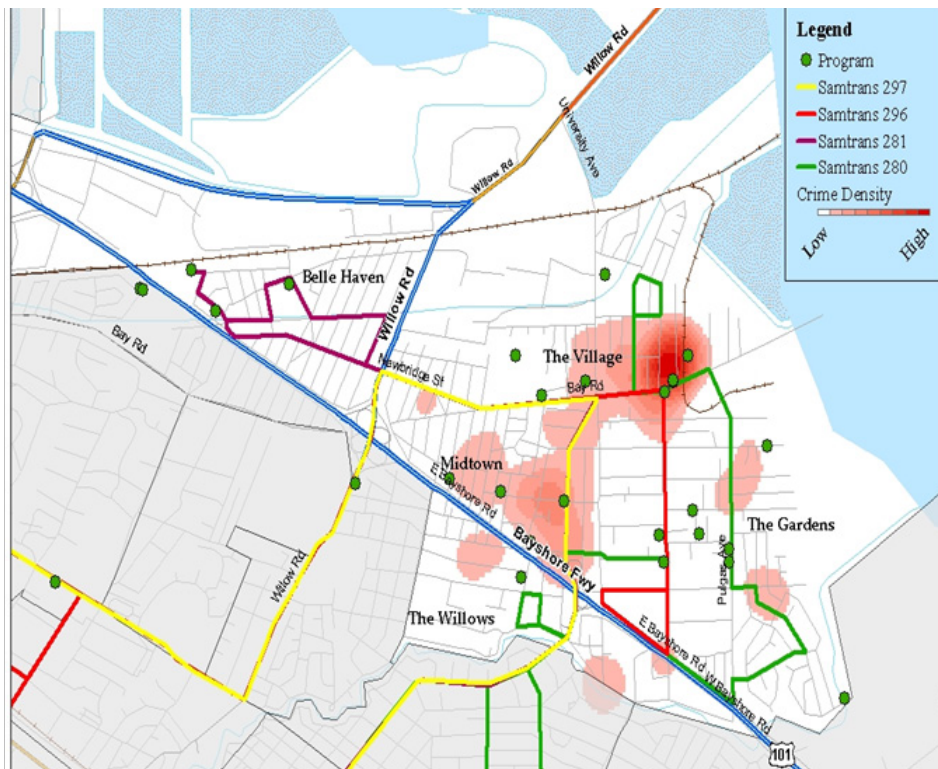 Legend
Program
Samtrans 297
Samtrans 296
Samtrans 281
Samtrans 280
Crime Density
Low
High
Willow Rd
University Ave
Willow Rd
Belle Haven
Willow Rd
Bay Rd
Newbridge St
The Village
Bay Rd
Midtown
E Bayshore Rd
The Gardens
Bayshore Fwy
Pulgas Ave
Willow Rd
The Willows
E Bayshore Rd
W Bayshore Rd
101